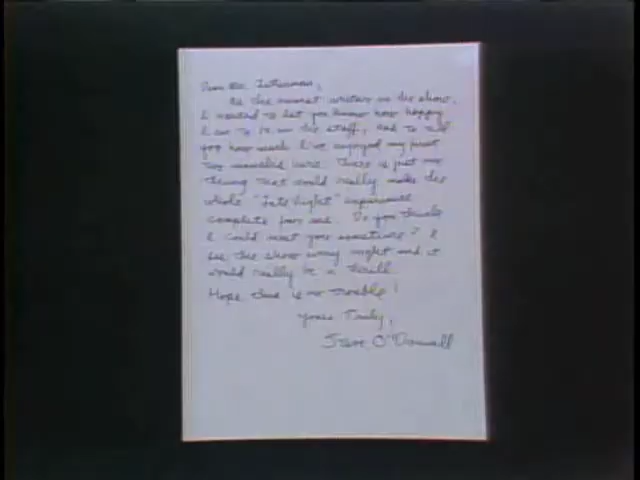 Dear Mr. Letterman,
As the newest writer on the show,
I wanted to let you know how happy
I am to be on the staff, and to tell
you how much I've enjoyed my first
two months here. There is just one
thing that would really make the
whole "Late Night" experience
complete for me. Do you think
I could meet you sometime? I
see the show every night and it
would really be a thrill.
Hope this is no trouble!
Yours Truly,
Steve O'Donnell